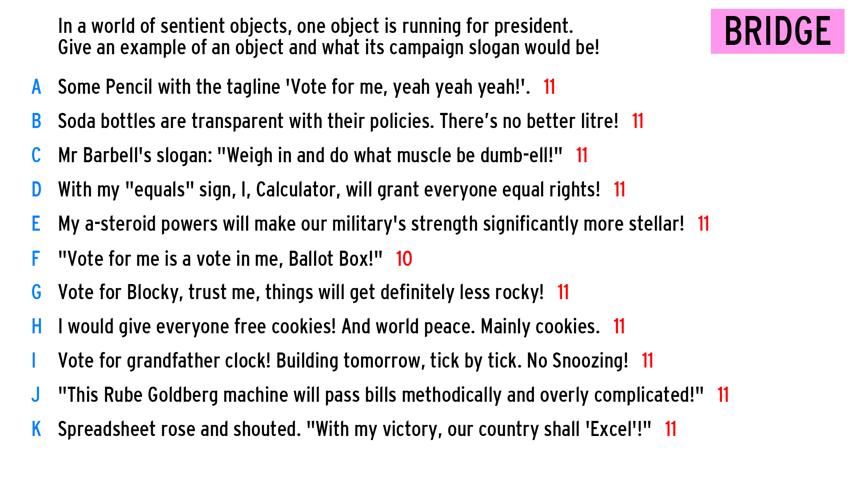 In a world of sentient objects, one object is running for president.
Give an example of an object and what its campaign slogan would be!
BRIDGE
A Some Pencil with the tagline 'Vote for me, yeah yeah yeah!'. 11
B Soda bottles are transparent with their policies. There's no better litre! 11
C Mr Barbell's slogan: "Weigh in and do what muscle be dumb-ell!" 11
D With my "equals" sign, I, Calculator, will grant everyone equal rights! 11
E My a-steroid powers will make our military's strength significantly more stellar! 11
F "Vote for me is a vote in me, Ballot Box!" 10
G Vote for Blocky, trust me, things will get definitely less rocky! 11
H I would give everyone free cookies! And world peace. Mainly cookies. 11
I Vote for grandfather clock! Building tomorrow, tick by tick. No Snoozing! 11
J "This Rube Goldberg machine will pass bills methodically and overly complicated!" 11
K Spreadsheet rose and shouted. "With my victory, our country shall 'Excel'!" 11